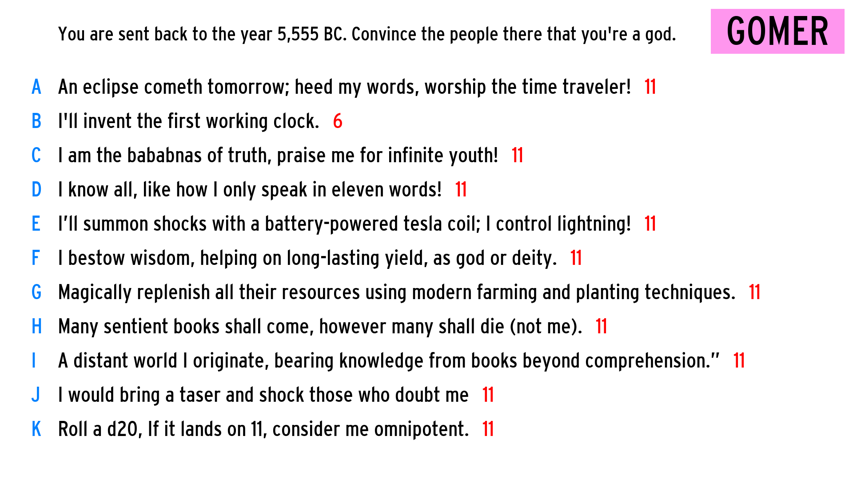 You are sent back to the year 5,555 BC. Convince the people there that you're a god.
GOMER
A An eclipse cometh tomorrow; heed my words, worship the time traveler! 11
B I'll invent the first working clock. 6
C I am the bababnas of truth, praise me for infinite youth! 11
D I know all, like how I only speak in eleven words! 11
E I’ll summon shocks with a battery-powered tesla coil; I control lightning! 11
F I bestow wisdom, helping on long-lasting yield, as god or deity. 11
G Magically replenish all their resources using modern farming and planting techniques. 11
H Many sentient books shall come, however many shall die (not me). 11
I A distant world I originate, bearing knowledge from books beyond comprehension.” 11
J I would bring a taser and shock those who doubt me 11
K Roll a d20, If it lands on 11, consider me omnipotent. 11